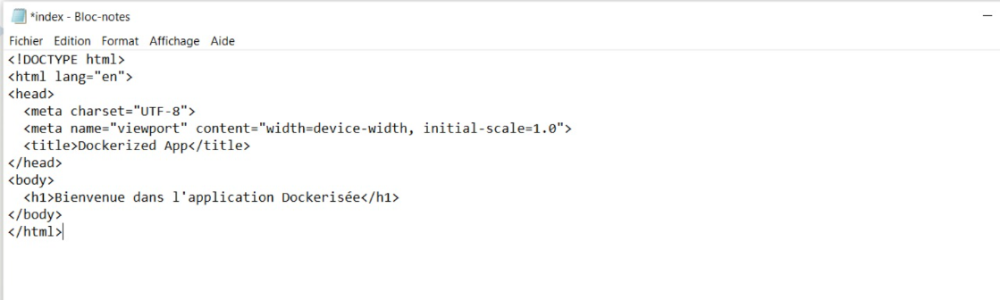 *index - Bloc-notes
Fichier Edition Format Affichage Aide
<!DOCTYPE html>
<html lang="en">
<head>
  <meta charset="UTF-8">
  <meta name="viewport" content="width=device-width, initial-scale=1.0">
  <title>Dockerized App</title>
</head>
<body>
  <h1>Bienvenue dans l'application Dockerisée</h1>
</body>
</html>